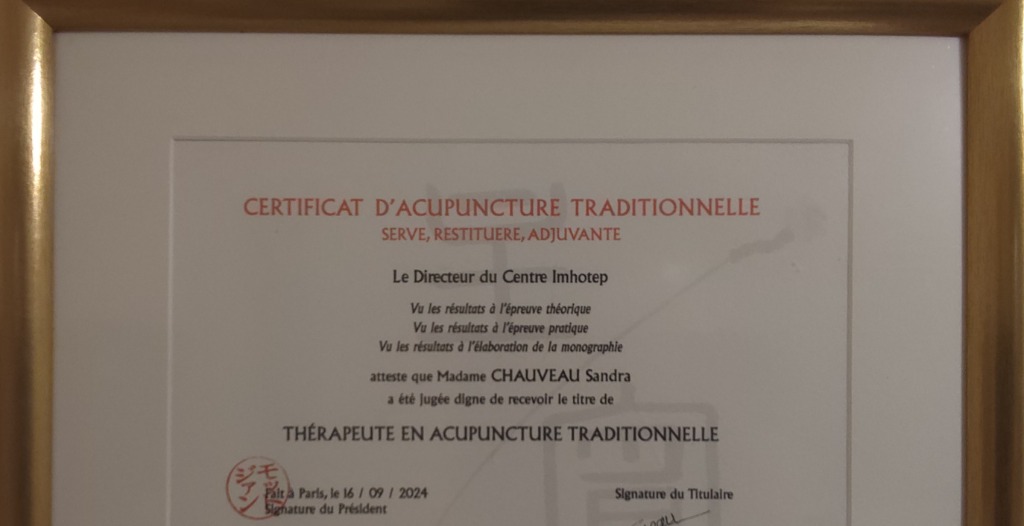 CERTIFICAT D'ACUPUNCTURE TRADITIONNELLE
SERVE, RESTITUERE, ADJUVANTE
Le Directeur du Centre Imhotep
Vu les résultats à l'épreuve théorique
Vu les résultats à l'épreuve pratique
Vu les résultats à l'élaboration de la monographie
atteste que Madame CHAUVEAU Sandra
a été jugée digne de recevoir le titre de
THÉRAPEUTE EN ACUPUNCTURE TRADITIONNELLE
Fait à Paris, le 16 / 09 / 2024
Signature du Titulaire
Signature du Président